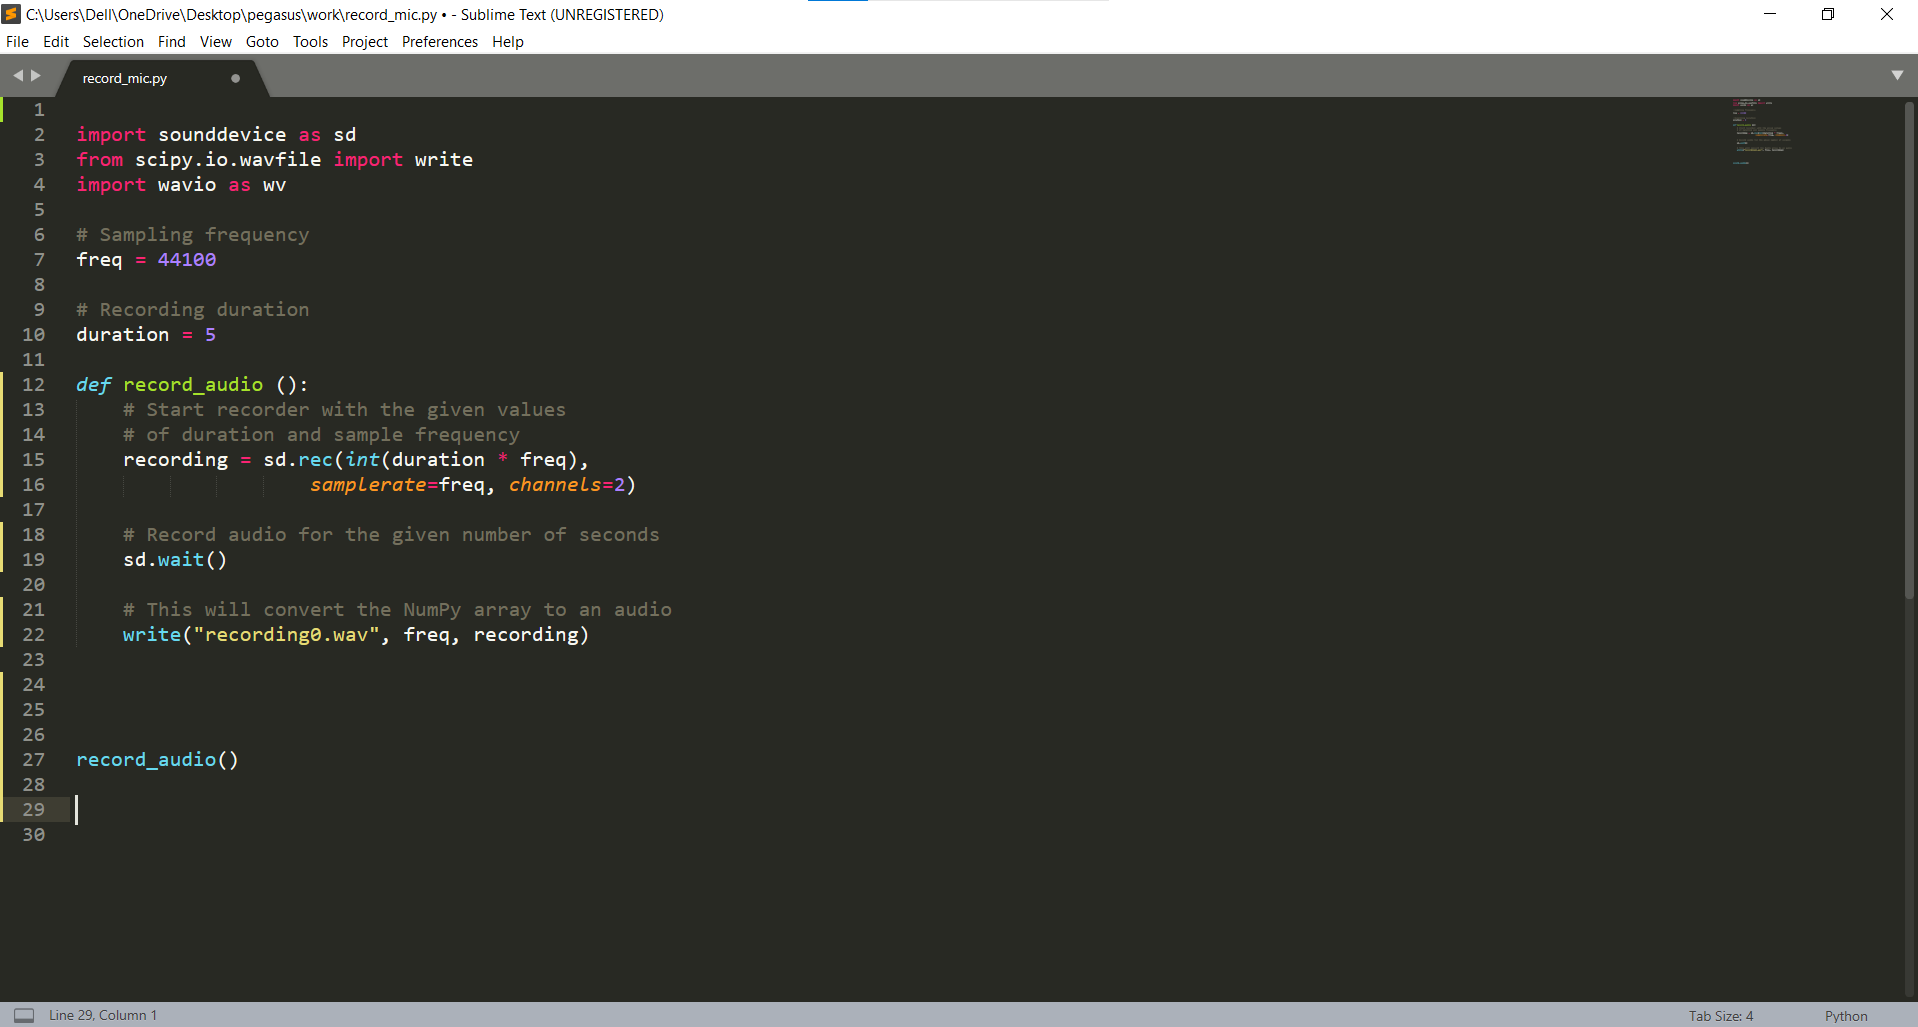 C:\Users\Dell\OneDrive\Desktop\pegasus\work\record_mic.py • - Sublime Text (UNREGISTERED)
File Edit Selection Find View Goto Tools Project Preferences Help
record_mic.py
1
2 import sounddevice as sd
3 from scipy.io.wavfile import write
4 import wavio as wv
5
6 # Sampling frequency
7 freq = 44100
8
9 # Recording duration
10 duration = 5
11
12 def record_audio ():
13     # Start recorder with the given values
14     # of duration and sample frequency
15     recording = sd.rec(int(duration * freq),
16                     samplerate=freq, channels=2)
17
18     # Record audio for the given number of seconds
19     sd.wait()
20
21     # This will convert the NumPy array to an audio
22     write("recording0.wav", freq, recording)
23
24
25
26
27 record_audio()
28
29
30
Line 29, Column 1 Tab Size: 4 Python